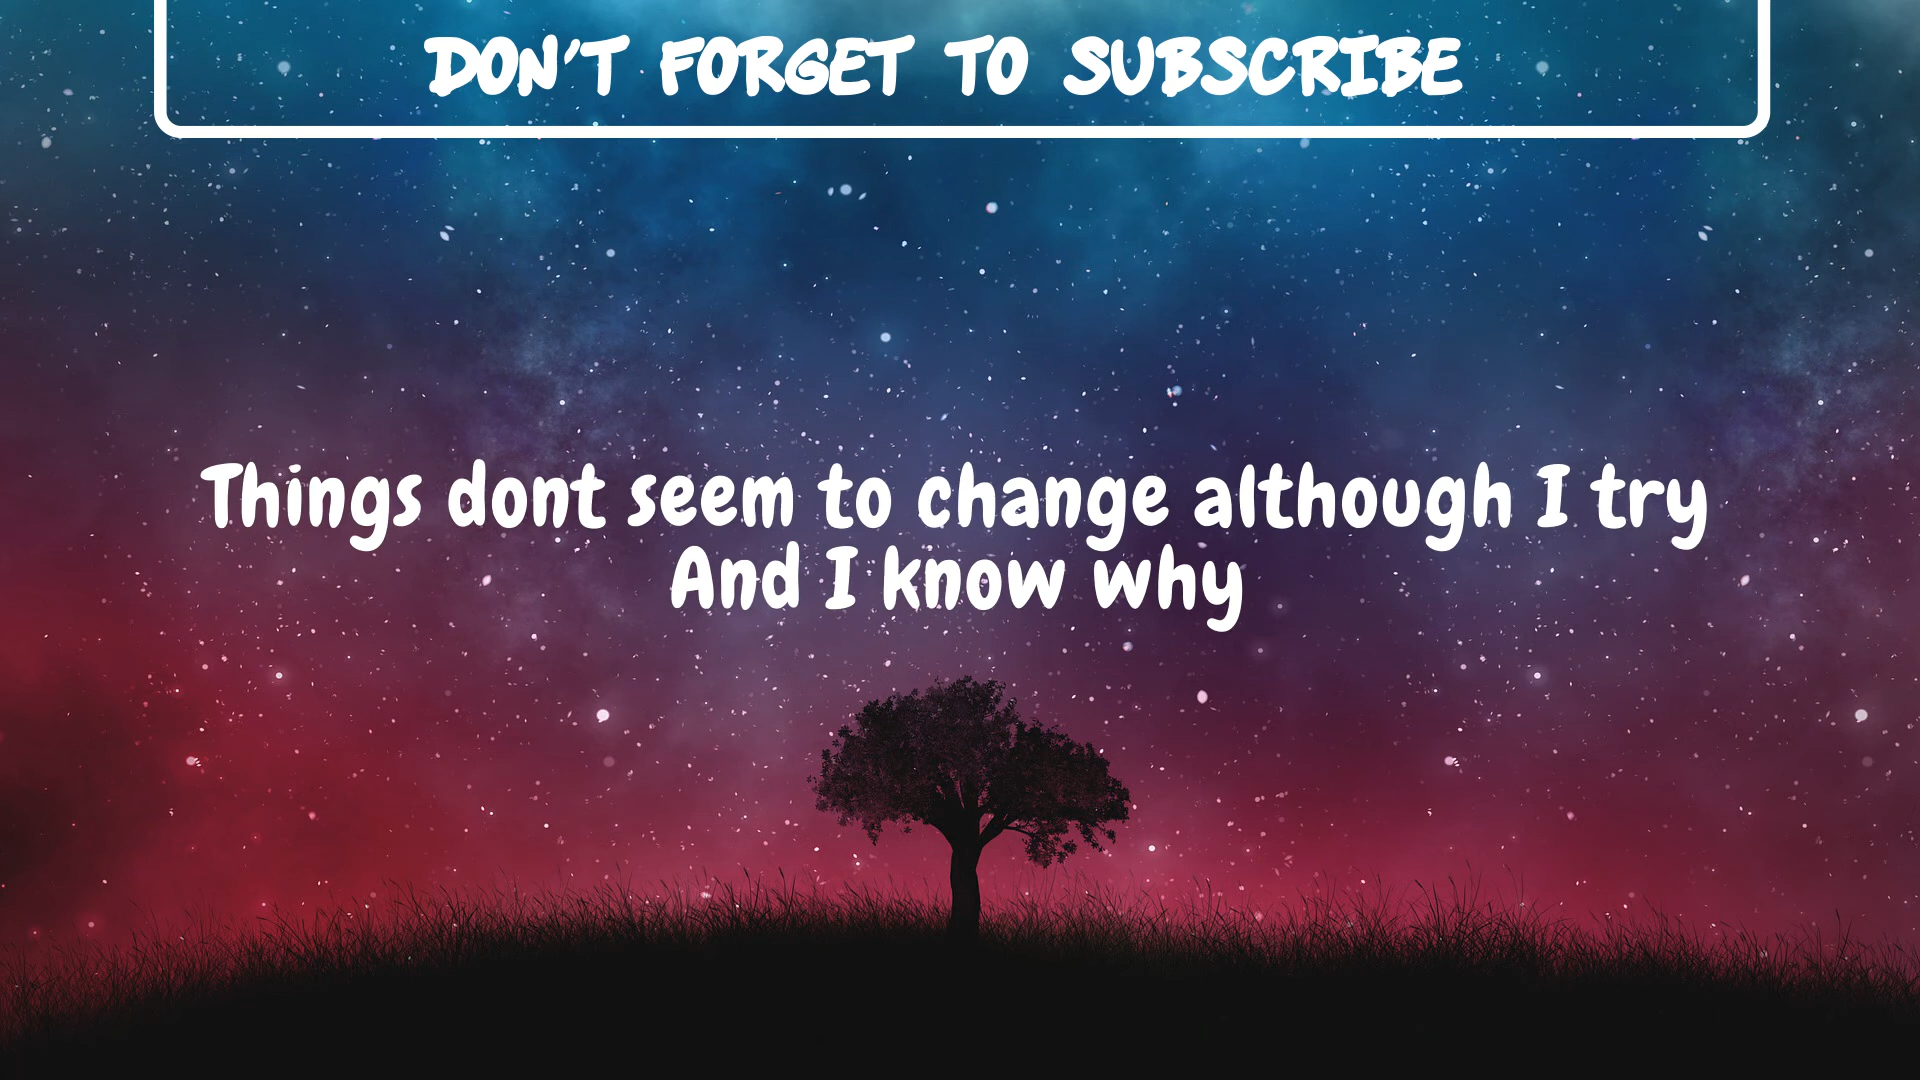 DON'T FORGET TO SUBSCRIBE
Things dont seem to change although I try
And I know why